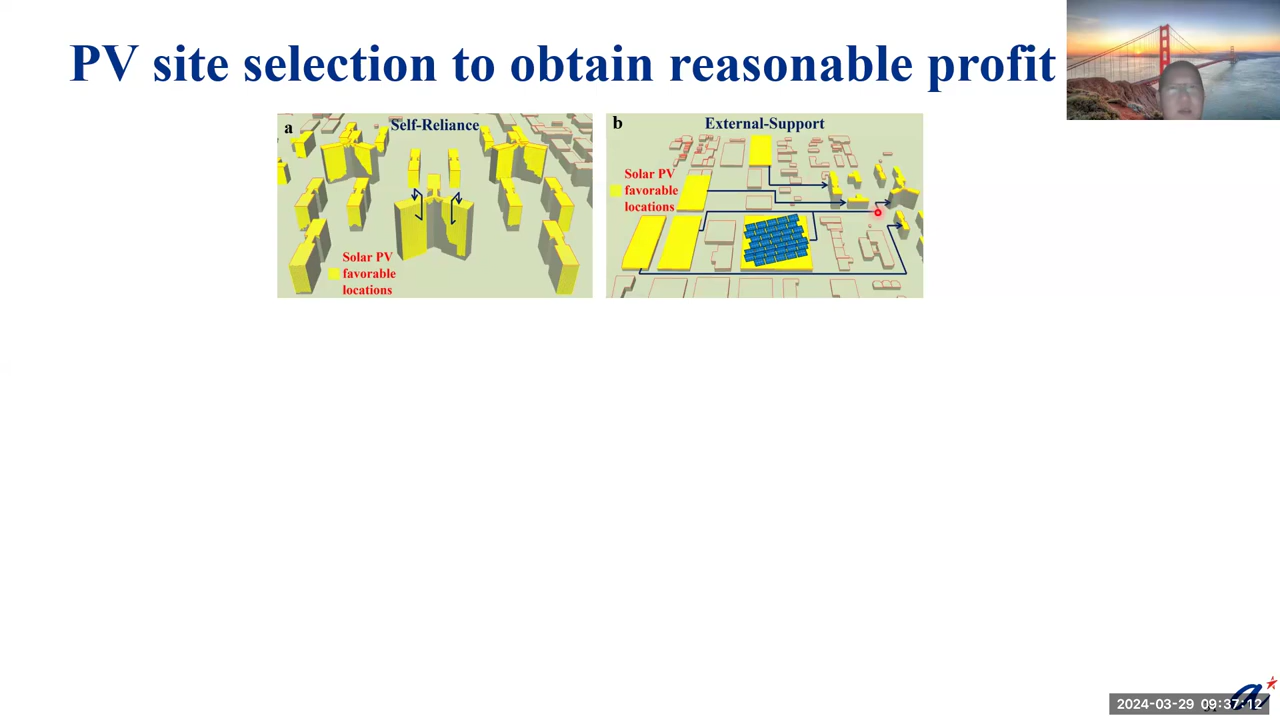 PV site selection to obtain reasonable profit
a
Self-Reliance
Solar PV
favorable
locations
b
External-Support
Solar PV
favorable
locations
2024-03-29 09:37:12